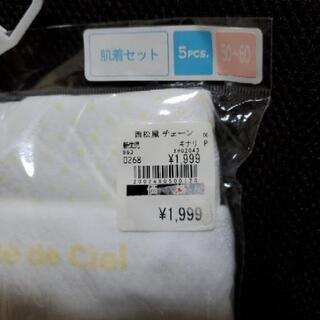 肌着セット 5PCS. 50~60
西松屋 チェーン
新生児 キナリ P
0268 ¥1,999
¥1,999
de Ciel